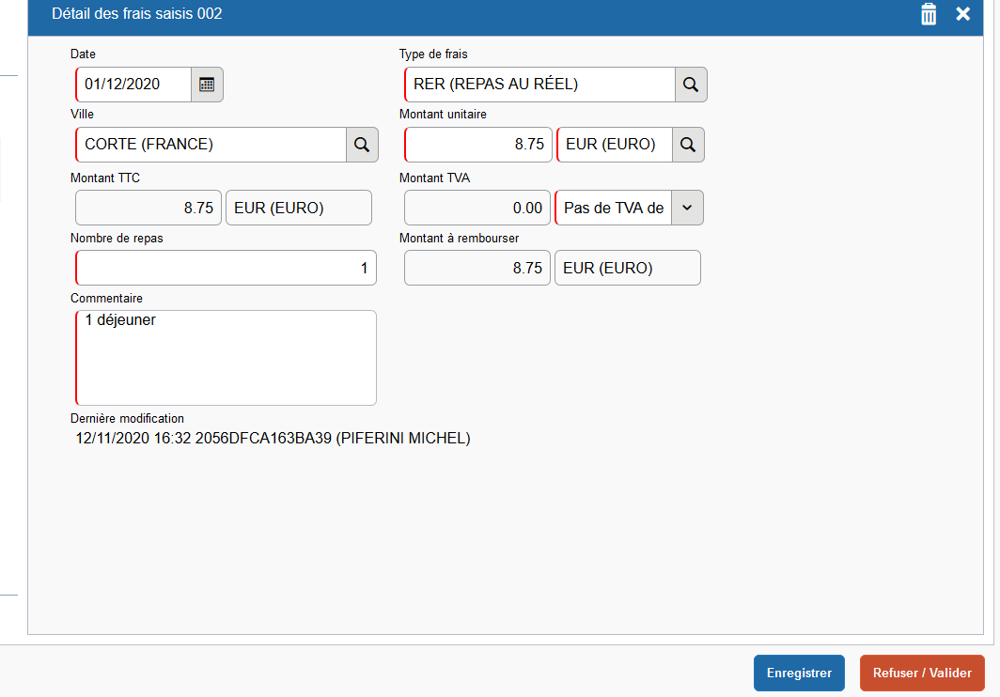 Détail des frais saisis 002
Date
Type de frais
01/12/2020
RER (REPAS AU RÉEL)
Ville
Montant unitaire
CORTE (FRANCE)
8.75
EUR (EURO)
Montant TTC
Montant TVA
8.75
EUR (EURO)
0.00
Pas de TVA de
Nombre de repas
Montant à rembourser
1
8.75
EUR (EURO)
Commentaire
1 déjeuner
Dernière modification
12/11/2020 16:32 2056DFCA163BA39 (PIFERINI MICHEL)
Enregistrer
Refuser / Valider